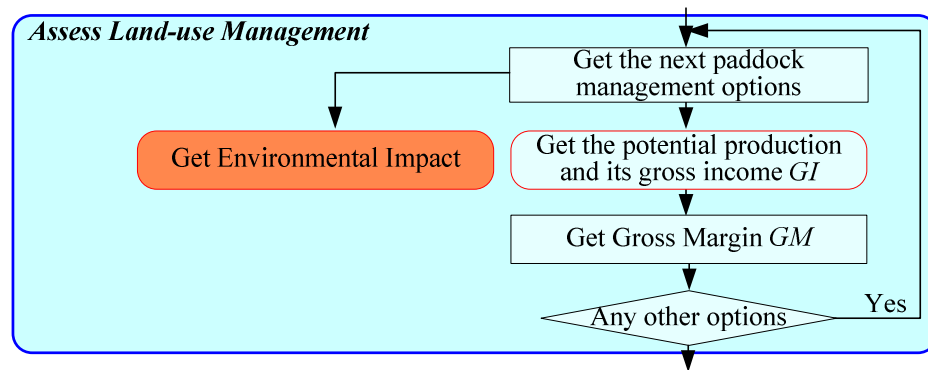 Assess Land-use Management
Get the next paddock
management options
Get Environmental Impact
Get the potential production
and its gross income GI
Get Gross Margin GM
Any other options
Yes